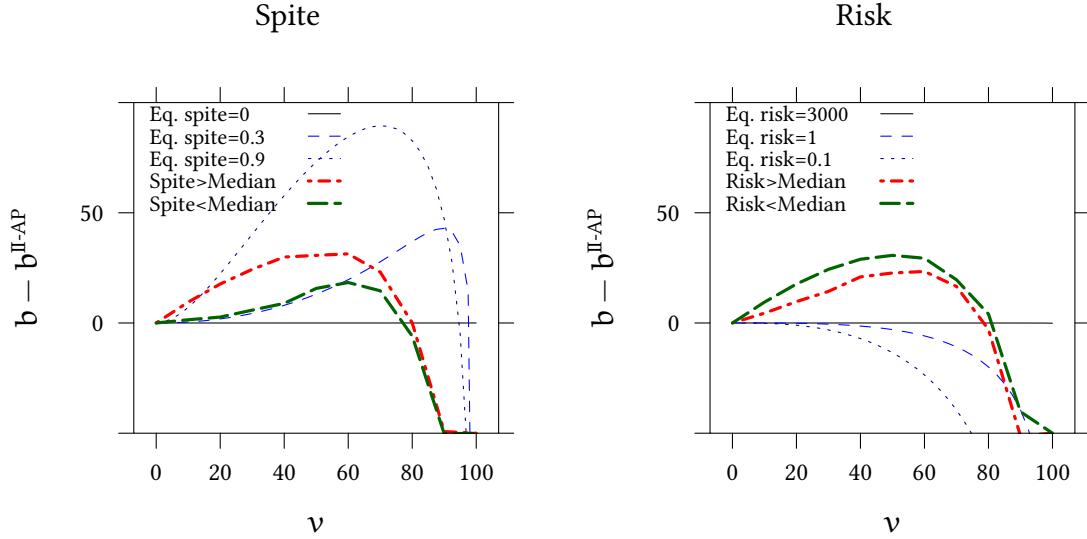 Spite
Eq. spite=0
Eq. spite=0.3
Eq. spite=0.9
Spite>Median
Spite<Median
50
0
b − b^II-AP
0 20 40 60 80 100
v
Risk
Eq. risk=3000
Eq. risk=1
Eq. risk=0.1
Risk>Median
Risk<Median
50
0
b − b^II-AP
0 20 40 60 80 100
v